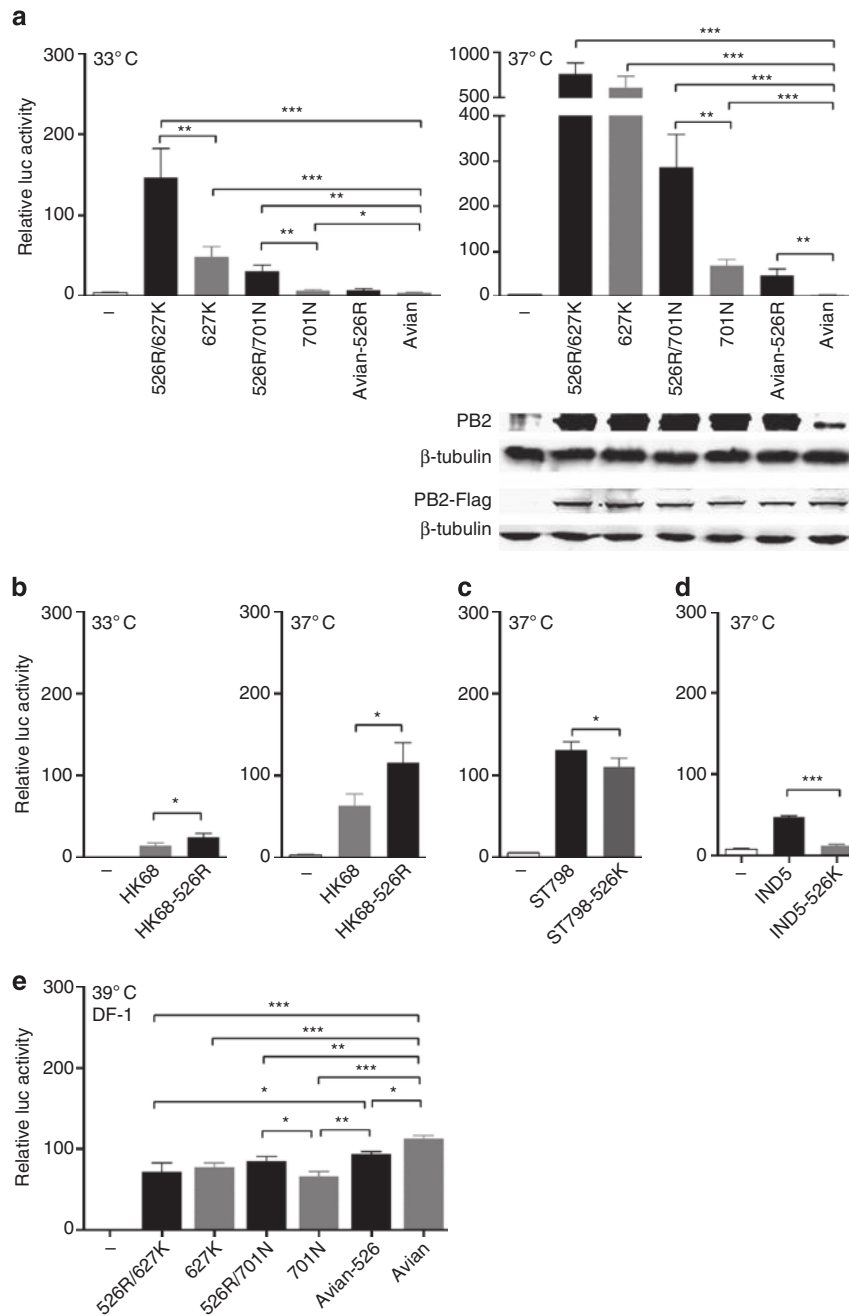 a
33° C
300
200
100
0
Relative luc activity
***
**
***
**
**
*
–
526R/627K
627K
526R/701N
701N
Avian-526R
Avian
37° C
1000
500
400
300
200
100
0
***
***
***
***
**
**
–
526R/627K
627K
526R/701N
701N
Avian-526R
Avian
PB2
β-tubulin
PB2-Flag
β-tubulin
b
33° C
300
200
100
0
Relative luc activity
*
–
HK68
HK68-526R
37° C
300
200
100
0
*
–
HK68
HK68-526R
c
37° C
300
200
100
0
*
–
ST798
ST798-526K
d
37° C
300
200
100
0
***
–
IND5
IND5-526K
e
39° C
DF-1
300
200
100
0
Relative luc activity
***
***
**
***
*
*
*
**
–
526R/627K
627K
526R/701N
701N
Avian-526
Avian